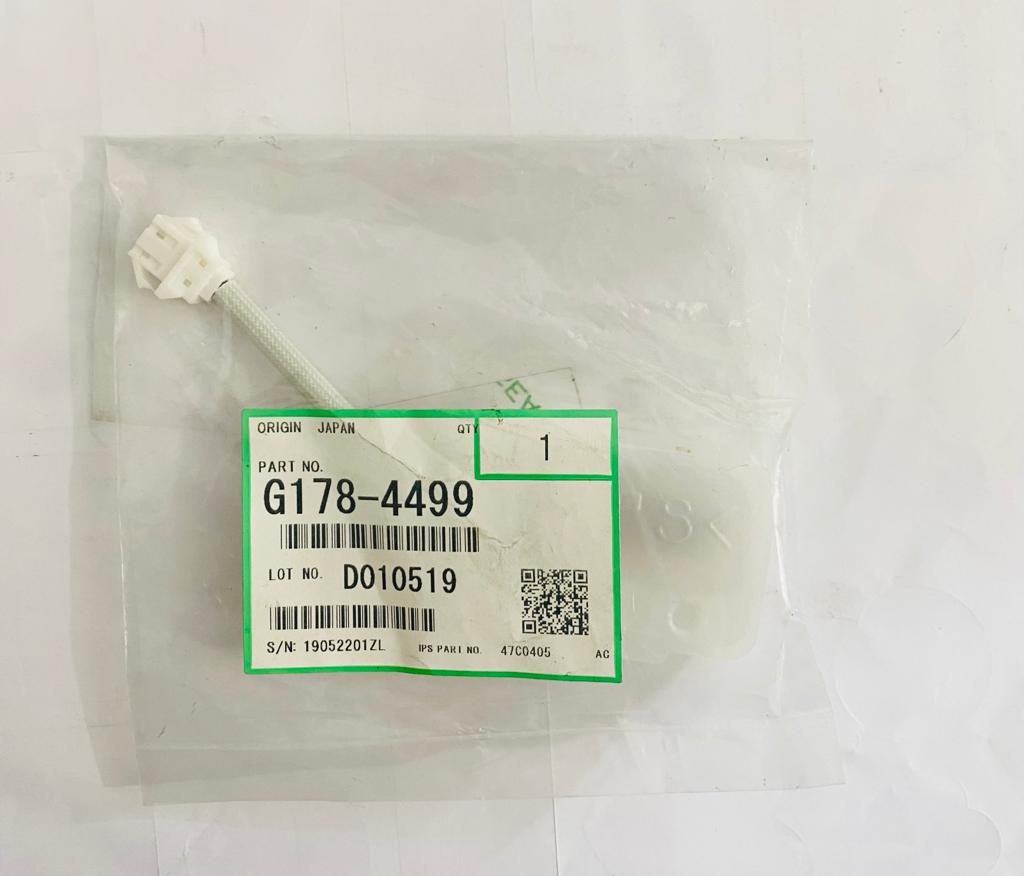 ORIGIN JAPAN QTY 1
PART NO.
G178-4499
LOT NO. D010519
S/N: 19052201ZL IPS PART NO. 47C0405 AC